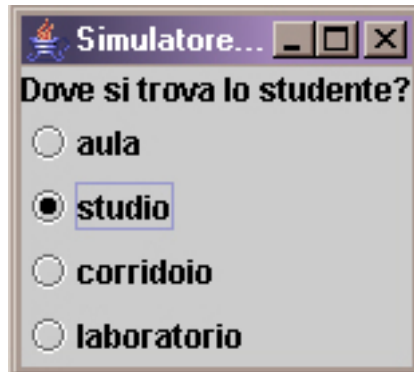 Simulatore...
Dove si trova lo studente?
aula
studio
corridoio
laboratorio